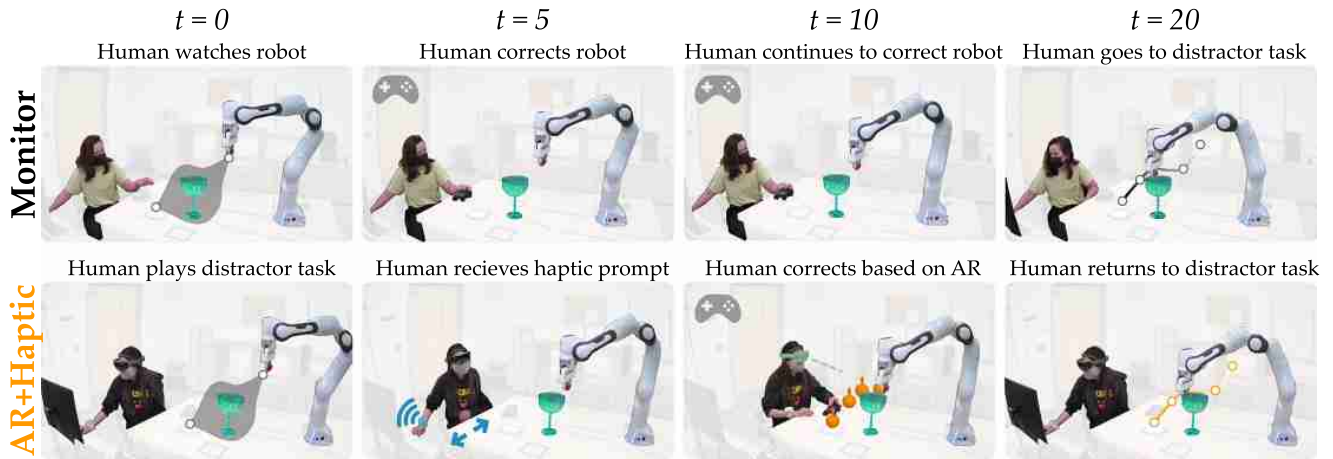 t = 0 t = 5 t = 10 t = 20
Human watches robot Human corrects robot Human continues to correct robot Human goes to distractor task
Monitor
Human plays distractor task Human recieves haptic prompt Human corrects based on AR Human returns to distractor task
AR+Haptic